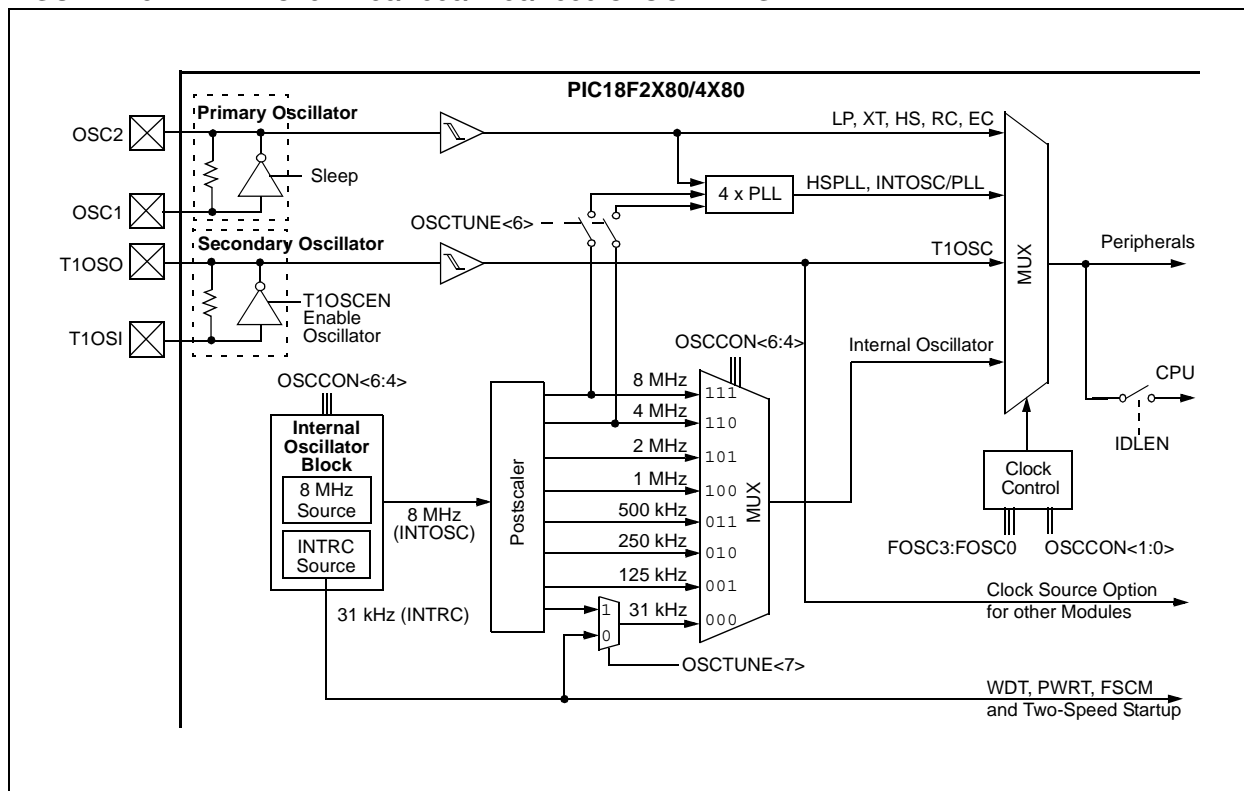 PIC18F2X80/4X80
Primary Oscillator
OSC2
Sleep
OSC1
LP, XT, HS, RC, EC
4 x PLL
HSPLL, INTOSC/PLL
OSCTUNE<6>
Secondary Oscillator
T1OSO
T1OSCEN
Enable
Oscillator
T1OSI
T1OSC
MUX
Peripherals
Internal Oscillator
CPU
IDLEN
Clock
Control
FOSC3:FOSC0
OSCCON<1:0>
OSCCON<6:4>
Internal
Oscillator
Block
8 MHz
Source
INTRC
Source
8 MHz
(INTOSC)
31 kHz (INTRC)
Postscaler
OSCCON<6:4>
8 MHz
111
4 MHz
110
2 MHz
101
1 MHz
100
500 kHz
011
250 kHz
010
125 kHz
001
31 kHz
000
MUX
1
0
OSCTUNE<7>
Clock Source Option
for other Modules
WDT, PWRT, FSCM
and Two-Speed Startup